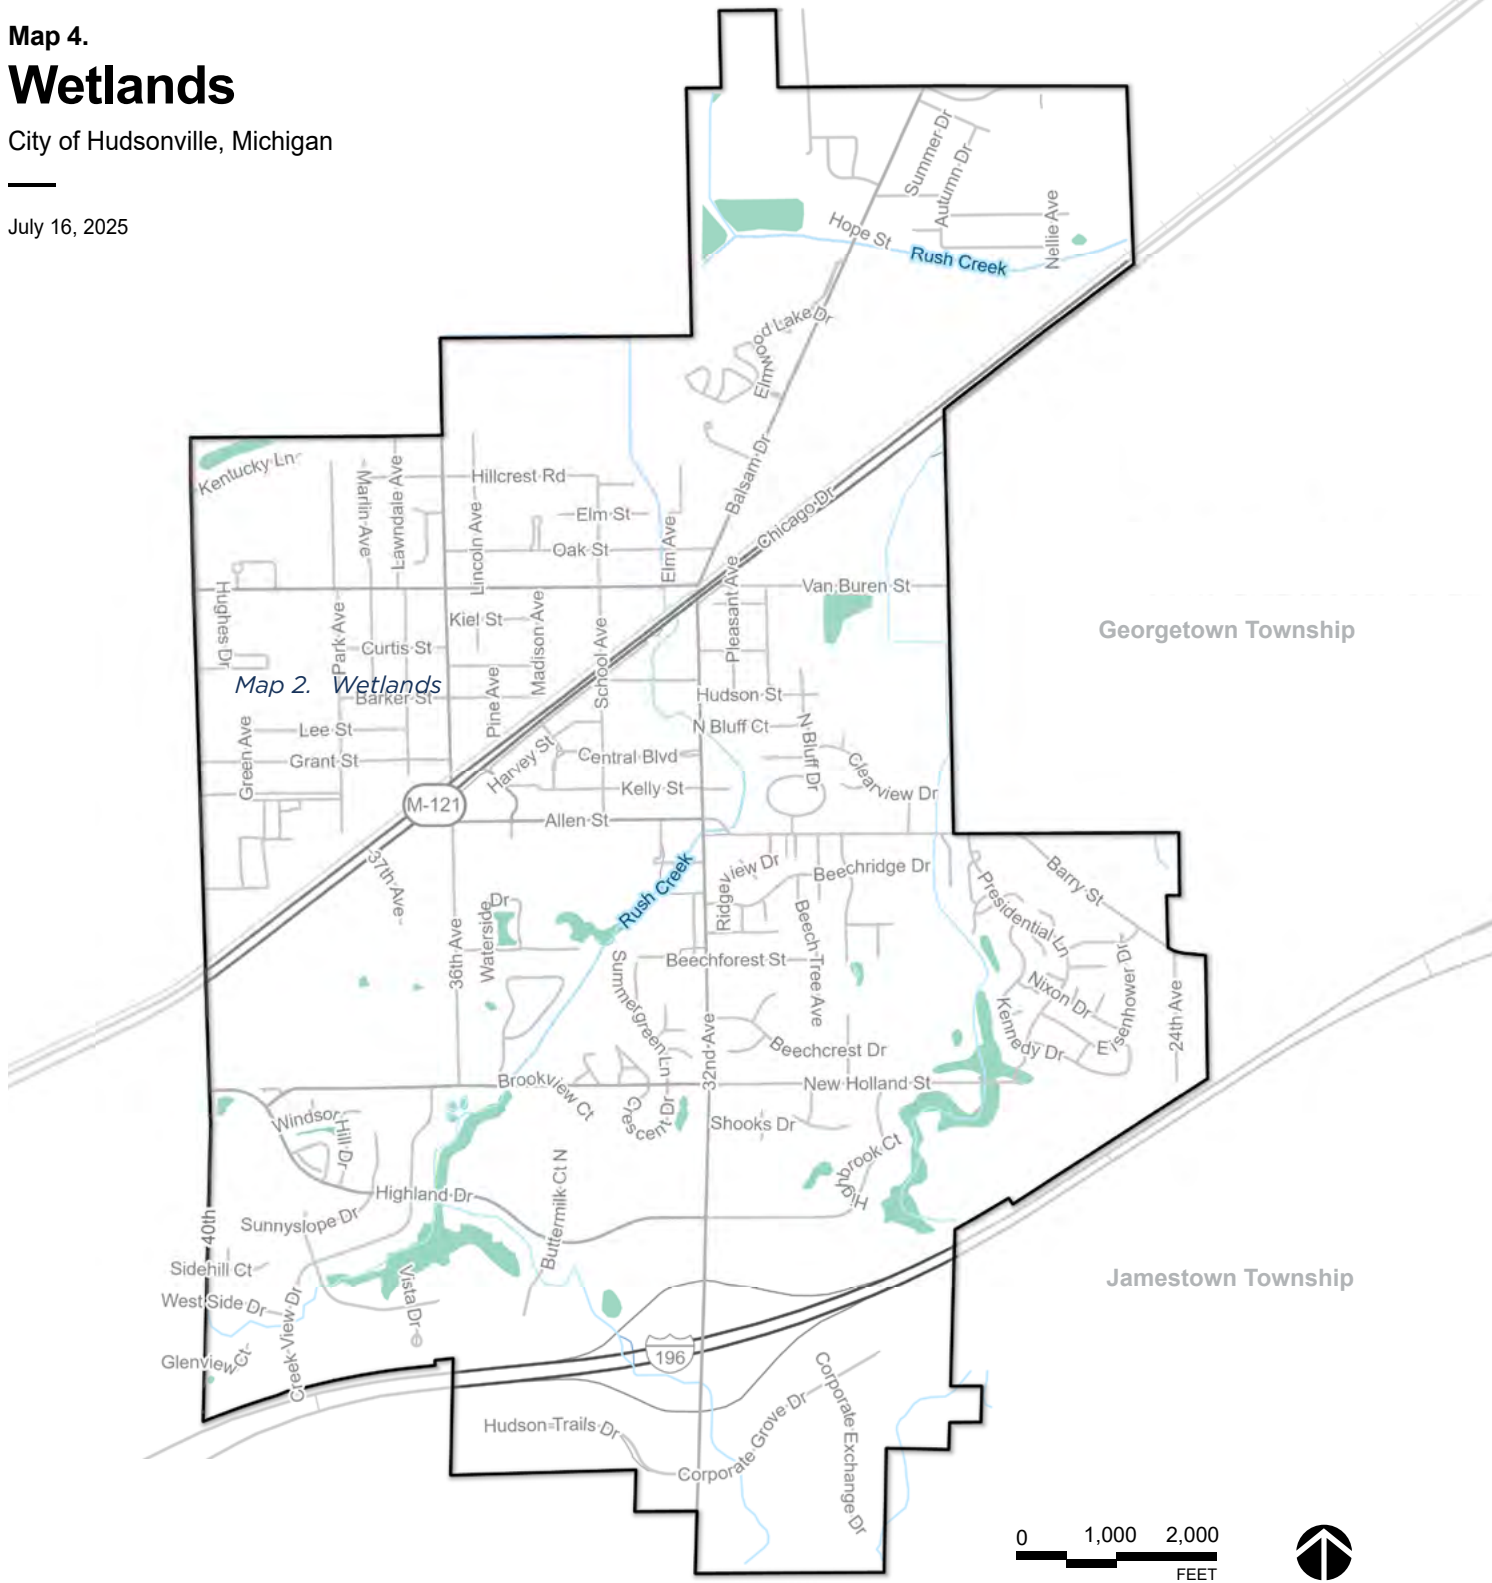 Map 4.
Wetlands
City of Hudsonville, Michigan
July 16, 2025
Summer Dr
Autumn Dr
Nellie Ave
Hope St
Rush Creek
Elmwood Lake Dr
Balsam Dr
Chicago Dr
Kentucky Ln
Marlin Ave
Lawndale Ave
Hillcrest Rd
Lincoln Ave
Elm St
Oak St
Elm Ave
Van Buren St
Hughes Dr
Park Ave
Kiel St
Madison Ave
School Ave
Pleasant Ave
Georgetown Township
Curtis St
Map 2. Wetlands
Barker St
Pine Ave
Hudson St
Green Ave
Lee St
N Bluff Ct
N Bluff Dr
Grant St
Harvey St
Central Blvd
Clearview Dr
Kelly St
M-121
Allen St
37th Ave
Rush Creek
Ridgeview Dr
Beechridge Dr
Barry St
Presidential Ln
36th Ave
Waterside Dr
Beech Tree Ave
Beechforest St
Summergreen Ln
Nixon Dr
Eisenhower Dr
24th Ave
Kennedy Dr
32nd Ave
Beechcrest Dr
Brookview Ct
New Holland St
Crescent Dr
Shooks Dr
Windsor Hill Dr
Highbrook Ct
Highland Dr
Buttermilk Ct N
Sunnyslope Dr
40th
Sidehill Ct
Vista Dr
West Side Dr
Creek View Dr
Jamestown Township
Glenview Ct
196
Hudson Trails Dr
Corporate Grove Dr
Corporate Exchange Dr
0 1,000 2,000
FEET